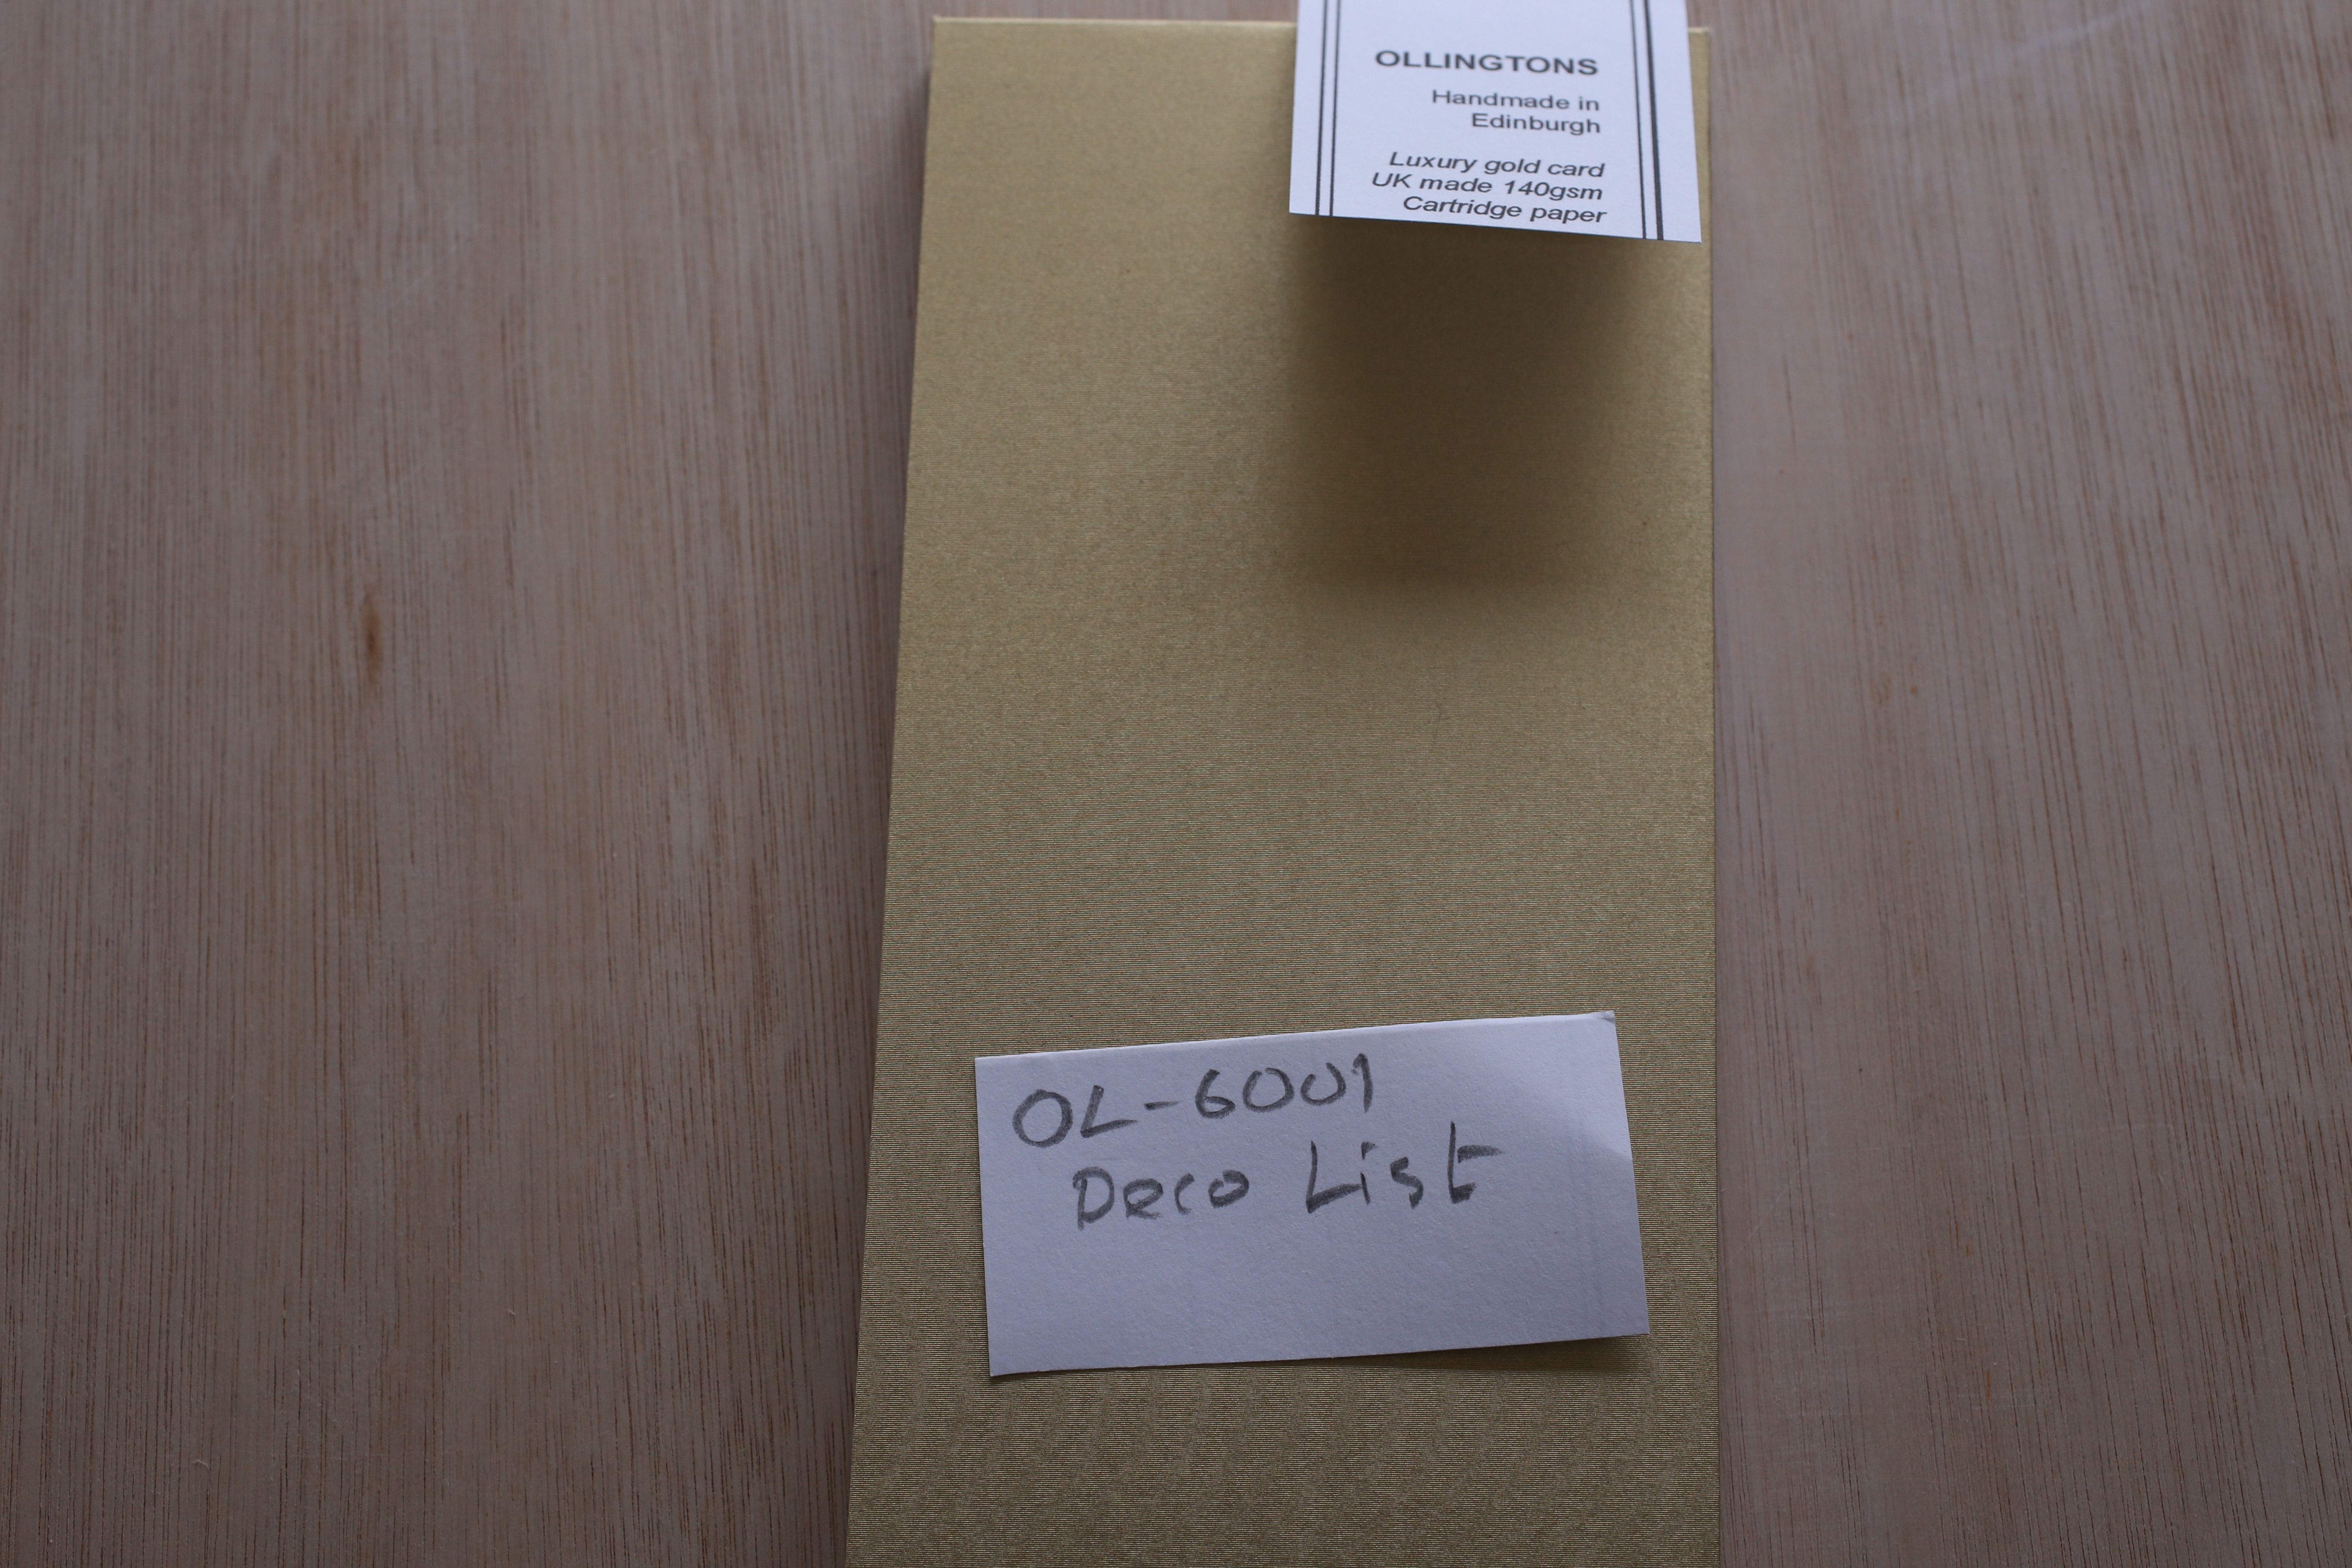 OLLINGTONS
Handmade in
Edinburgh
Luxury gold card
UK made 140gsm
Cartridge paper
OL-6001
Deco List